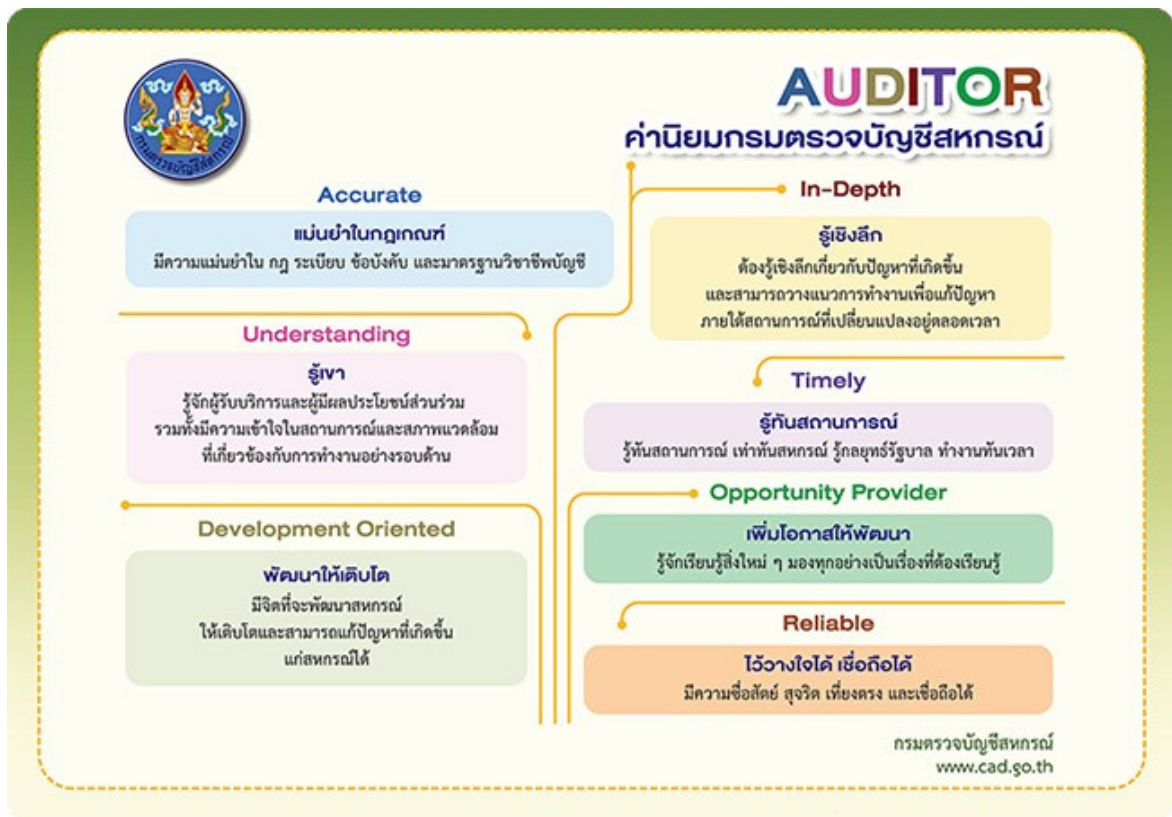 กรมตรวจบัญชีสหกรณ์
AUDITOR
ค่านิยมกรมตรวจบัญชีสหกรณ์
Accurate
แม่นยำในกฎเกณฑ์
มีความแม่นยำใน กฎ ระเบียบ ข้อบังคับ และมาตรฐานวิชาชีพบัญชี
Understanding
รู้เขา
รู้จักผู้รับบริการและผู้มีผลประโยชน์ส่วนร่วม
รวมทั้งมีความเข้าใจในสถานการณ์และสภาพแวดล้อม
ที่เกี่ยวข้องกับการทำงานอย่างรอบด้าน
Development Oriented
พัฒนาให้เติบโต
มีจิตที่จะพัฒนาสหกรณ์
ให้เติบโตและสามารถแก้ปัญหาที่เกิดขึ้น
แก่สหกรณ์ได้
In-Depth
รู้เชิงลึก
ต้องรู้เชิงลึกเกี่ยวกับปัญหาที่เกิดขึ้น
และสามารถวางแนวการทำงานเพื่อแก้ปัญหา
ภายใต้สถานการณ์ที่เปลี่ยนแปลงอยู่ตลอดเวลา
Timely
รู้ทันสถานการณ์
รู้ทันสถานการณ์ เท่าทันสหกรณ์ รู้กลยุทธ์รัฐบาล ทำงานทันเวลา
Opportunity Provider
เพิ่มโอกาสให้พัฒนา
รู้จักเรียนรู้สิ่งใหม่ ๆ มองทุกอย่างเป็นเรื่องที่ต้องเรียนรู้
Reliable
ไว้วางใจได้ เชื่อถือได้
มีความซื่อสัตย์ สุจริต เที่ยงตรง และเชื่อถือได้
กรมตรวจบัญชีสหกรณ์
www.cad.go.th